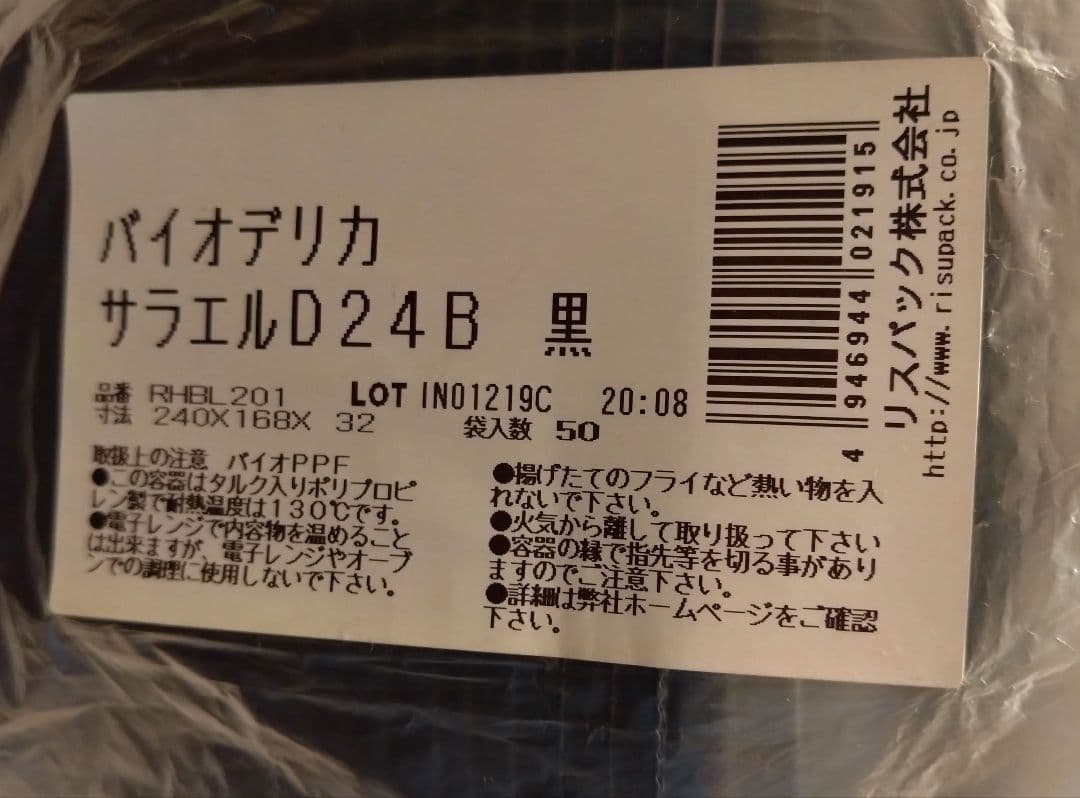 バイオデリカ
サラエルD24B 黒
品番 RHBL201 LOT IN01219C 20:08
寸法 240X168X 32 袋入数 50
取扱上の注意 バイオPPF
●この容器はタルク入りポリプロピ
レン製で耐熱温度は130℃です。
●電子レンジで内容物を温めること
は出来ますが、電子レンジやオーブ
ンでの調理に使用しないで下さい。
●揚げたてのフライなど熱い物を入
れないで下さい。
●火気から離して取り扱って下さい
●容器の縁で指先等を切る事があり
ますのでご注意下さい。
●詳細は弊社ホームページをご確認
下さい。
4 946944 021915
リスパック株式会社
http://www.risupack.co.jp